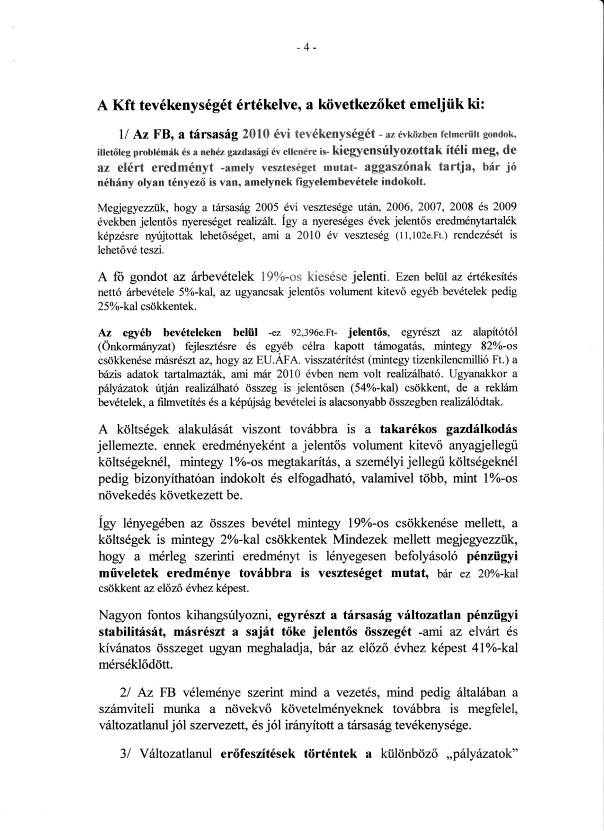 - 4 -
A Kft tevékenységét értékelve, a következőket emeljük ki:
1/ Az FB, a társaság 2010 évi tevékenységét - az évközben felmerült gondok,
illetőleg problémák és a nehéz gazdasági év ellenére is- kiegyensúlyozottak ítéli meg, de
az elért eredményt -amely veszteséget mutat- aggaszónak tartja, bár jó
néhány olyan tényező is van, amelynek figyelembevétele indokolt.
Megjegyezzük, hogy a társaság 2005 évi vesztesége után, 2006, 2007, 2008 és 2009
években jelentős nyereséget realizált. Így a nyereséges évek jelentős eredménytartalék
képzésre nyújtottak lehetőséget, ami a 2010 év veszteség (11,102e.Ft.) rendezését is
lehetővé teszi.
A fő gondot az árbevételek 19%-os kiesése jelenti. Ezen belül az értékesítés
nettó árbevétele 5%-kal, az ugyancsak jelentős volument kitevő egyéb bevételek pedig
25%-kal csökkentek.
Az egyéb bevételeken belül -ez 92,396e.Ft- jelentős, egyrészt az alapítótól
(Önkormányzat) fejlesztésre és egyéb célra kapott támogatás, mintegy 82%-os
csökkenése másrészt az, hogy az EU.ÁFA. visszatérítést (mintegy tizenkilencmillió Ft.) a
bázis adatok tartalmazták, ami már 2010 évben nem volt realizálható. Ugyanakkor a
pályázatok útján realizálható összeg is jelentősen (54%-kal) csökkent, de a reklám
bevételek, a filmvetítés és a képújság bevételei is alacsonyabb összegben realizálódtak.
A költségek alakulását viszont továbbra is a takarékos gazdálkodás
jellemezte. ennek eredményeként a jelentős volument kitevő anyagjellegű
költségeknél, mintegy 1%-os megtakarítás, a személyi jellegű költségeknél
pedig bizonyíthatóan indokolt és elfogadható, valamivel több, mint 1%-os
növekedés következett be.
Így lényegében az összes bevétel mintegy 19%-os csökkenése mellett, a
költségek is mintegy 2%-kal csökkentek Mindezek mellett megjegyezzük,
hogy a mérleg szerinti eredményt is lényegesen befolyásoló pénzügyi
műveletek eredménye továbbra is veszteséget mutat, bár ez 20%-kal
csökkent az előző évhez képest.
Nagyon fontos kihangsúlyozni, egyrészt a társaság változatlan pénzügyi
stabilitását, másrészt a saját tőke jelentős összegét -ami az elvárt és
kívánatos összeget ugyan meghaladja, bár az előző évhez képest 41%-kal
mérséklődött.
2/ Az FB véleménye szerint mind a vezetés, mind pedig általában a
számviteli munka a növekvő követelményeknek továbbra is megfelel,
változatlanul jól szervezett, és jól irányított a társaság tevékenysége.
3/ Változatlanul erőfeszítések történtek a különböző „pályázatok”